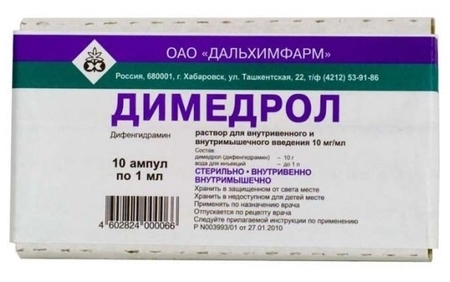 ОАО "ДАЛЬХИМФАРМ"
Россия, 680001, г. Хабаровск, ул. Ташкентская, 22, т/ф (4212) 53-91-86
ДИМЕДРОЛ
Дифенгидрамин
10 ампул
по 1 мл
раствор для внутривенного и
внутримышечного введения 10 мг/мл
Состав
димедрол (дифенгидрамин) – 10 г
вода для инъекций – до 1 л
СТЕРИЛЬНО • ВНУТРИВЕННО
ВНУТРИМЫШЕЧНО
Хранить в защищенном от света месте
Хранить в недоступном для детей месте
Применять по назначению врача
Отпускается по рецепту врача
Следуйте прилагаемой инструкции по применению
Р N003993/01 от 27.01.2010
4 602824 000066